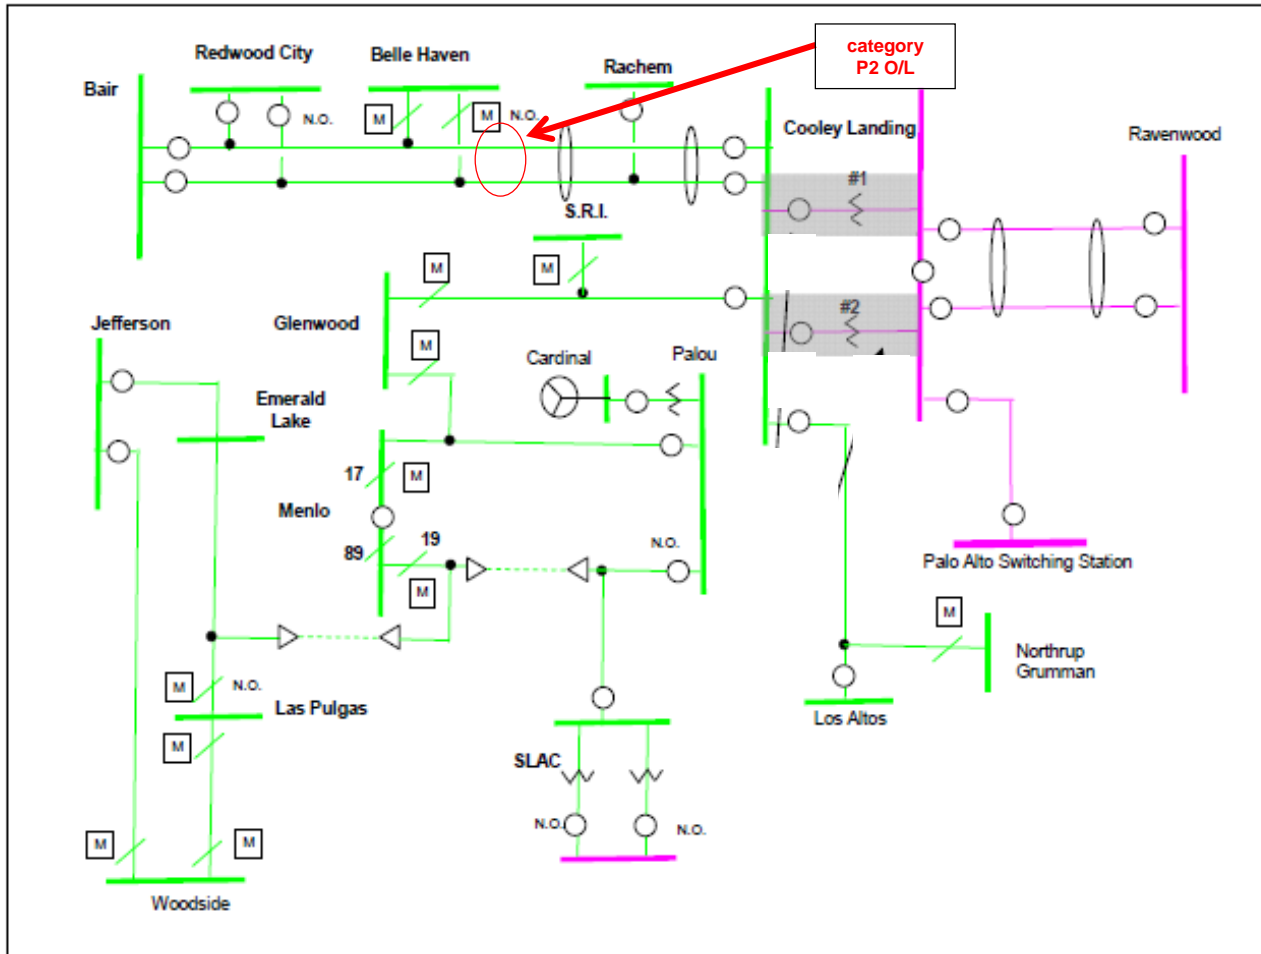 category
P2 O/L
Redwood City
Belle Haven
Rachem
Bair
M
N.O.
M
N.O.
Cooley Landing
Ravenwood
#1
S.R.I.
M
M
Jefferson
Glenwood
#2
M
Cardinal
Palou
Emerald
Lake
17
M
Menlo
89
19
N.O.
M
Palo Alto Switching Station
M
Northrup
Grumman
M
N.O.
Las Pulgas
Los Altos
M
SLAC
N.O.
N.O.
M
M
Woodside